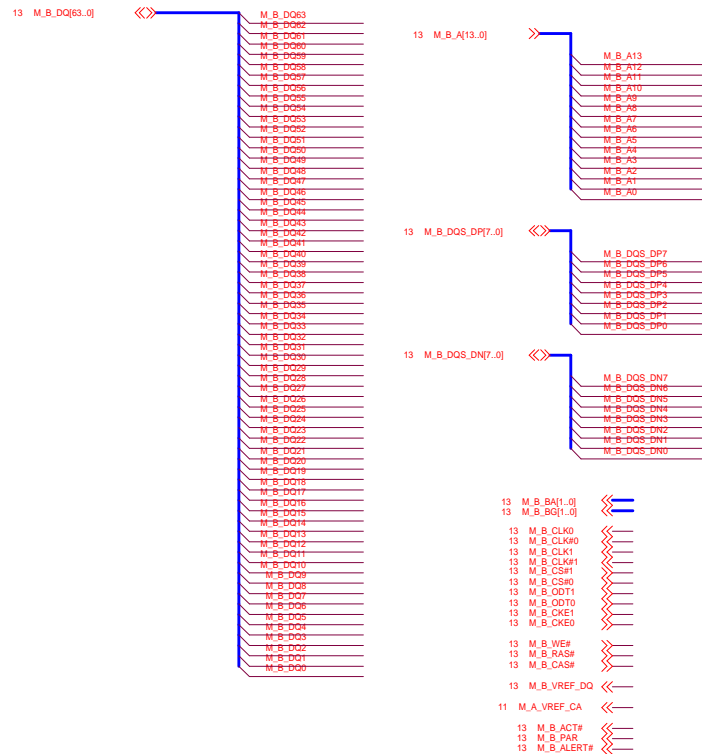 13 M_B_DQ[63..0]
M_B_DQ63
M_B_DQ62
M_B_DQ61
M_B_DQ60
M_B_DQ59
M_B_DQ58
M_B_DQ57
M_B_DQ56
M_B_DQ55
M_B_DQ54
M_B_DQ53
M_B_DQ52
M_B_DQ51
M_B_DQ50
M_B_DQ49
M_B_DQ48
M_B_DQ47
M_B_DQ46
M_B_DQ45
M_B_DQ44
M_B_DQ43
M_B_DQ42
M_B_DQ41
M_B_DQ40
M_B_DQ39
M_B_DQ38
M_B_DQ37
M_B_DQ36
M_B_DQ35
M_B_DQ34
M_B_DQ33
M_B_DQ32
M_B_DQ31
M_B_DQ30
M_B_DQ29
M_B_DQ28
M_B_DQ27
M_B_DQ26
M_B_DQ25
M_B_DQ24
M_B_DQ23
M_B_DQ22
M_B_DQ21
M_B_DQ20
M_B_DQ19
M_B_DQ18
M_B_DQ17
M_B_DQ16
M_B_DQ15
M_B_DQ14
M_B_DQ13
M_B_DQ12
M_B_DQ11
M_B_DQ10
M_B_DQ9
M_B_DQ8
M_B_DQ7
M_B_DQ6
M_B_DQ5
M_B_DQ4
M_B_DQ3
M_B_DQ2
M_B_DQ1
M_B_DQ0
13 M_B_A[13..0]
M_B_A13
M_B_A12
M_B_A11
M_B_A10
M_B_A9
M_B_A8
M_B_A7
M_B_A6
M_B_A5
M_B_A4
M_B_A3
M_B_A2
M_B_A1
M_B_A0
13 M_B_DQS_DP[7..0]
M_B_DQS_DP7
M_B_DQS_DP6
M_B_DQS_DP5
M_B_DQS_DP4
M_B_DQS_DP3
M_B_DQS_DP2
M_B_DQS_DP1
M_B_DQS_DP0
13 M_B_DQS_DN[7..0]
M_B_DQS_DN7
M_B_DQS_DN6
M_B_DQS_DN5
M_B_DQS_DN4
M_B_DQS_DN3
M_B_DQS_DN2
M_B_DQS_DN1
M_B_DQS_DN0
13 M_B_BA[1..0]
13 M_B_BG[1..0]
13 M_B_CLK0
13 M_B_CLK#0
13 M_B_CLK1
13 M_B_CLK#1
13 M_B_CS#1
13 M_B_CS#0
13 M_B_ODT1
13 M_B_ODT0
13 M_B_CKE1
13 M_B_CKE0
13 M_B_WE#
13 M_B_RAS#
13 M_B_CAS#
13 M_B_VREF_DQ
11 M_A_VREF_CA
13 M_B_ACT#
13 M_B_PAR
13 M_B_ALERT#